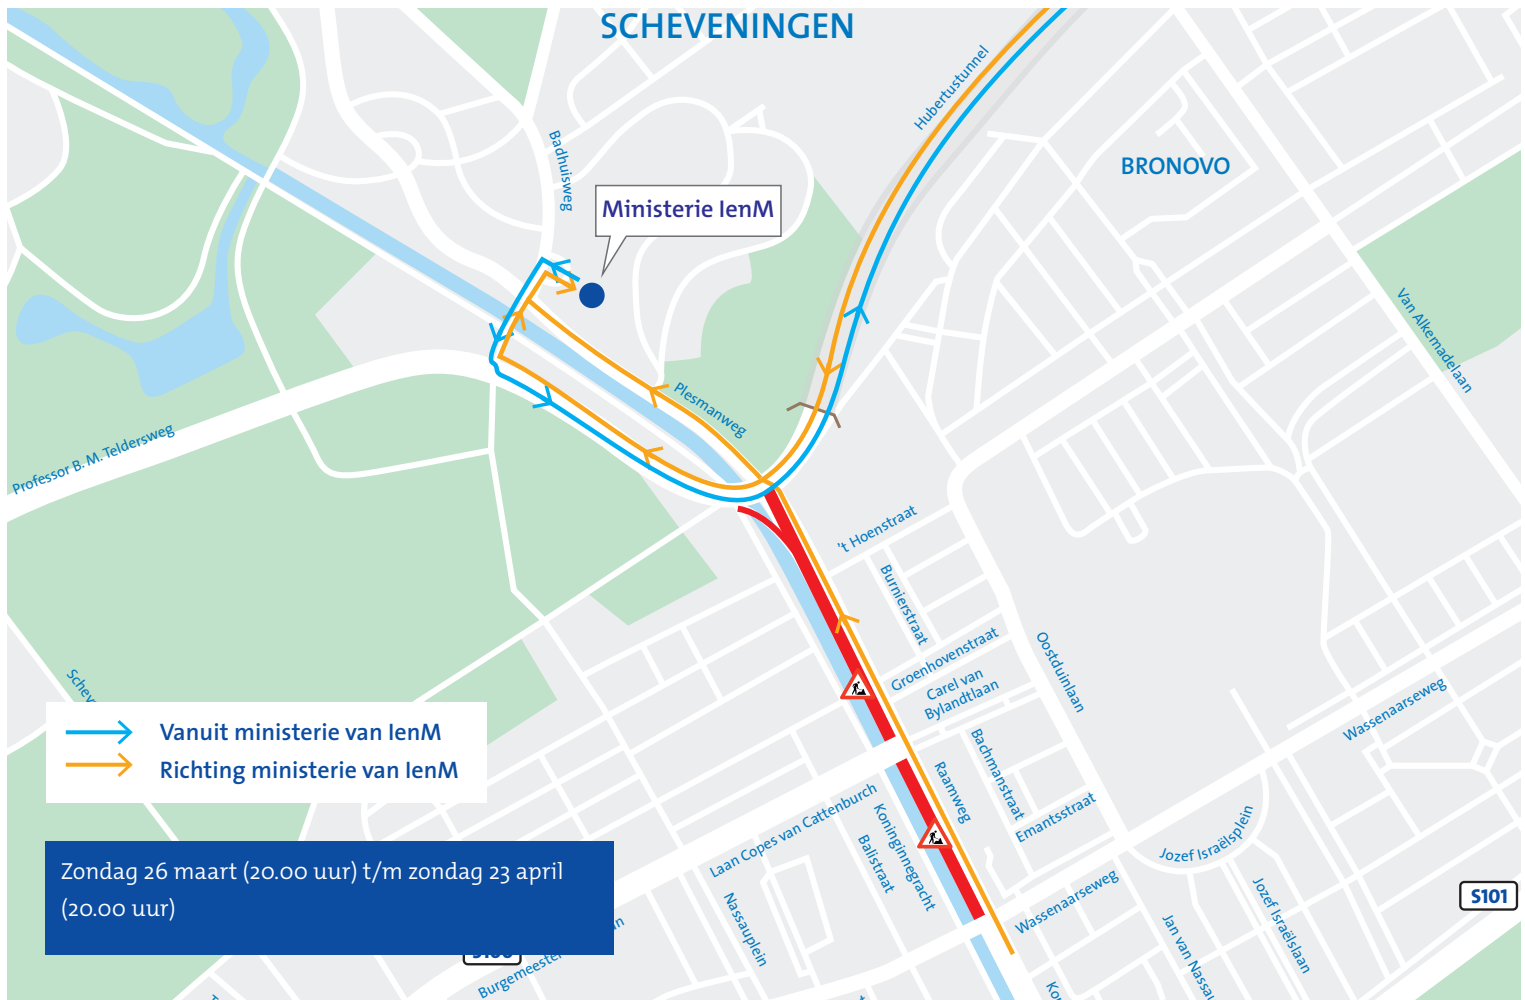 SCHEVENINGEN
Hubertustunnel
BRONOVO
Badhuisweg
Ministerie IenM
Van Alkemadelaan
Plesmanweg
Professor B. M. Teldersweg
't Hoenstraat
Burnierstraat
Groenhovenstraat
Carel van
Bylandtlaan
Oostduinlaan
Wassenaarseweg
Bachmanstraat
Raamweg
Emantsstraat
Laan Copes van Cattenburch
Koninginnegracht
Balistraat
Jozef Israëlsplein
Jozef Israëlslaan
Wassenaarseweg
Nassauplein
Jan van Nassau
S101
Vanuit ministerie van IenM
Richting ministerie van IenM
Zondag 26 maart (20.00 uur) t/m zondag 23 april
(20.00 uur)
Burgemeester